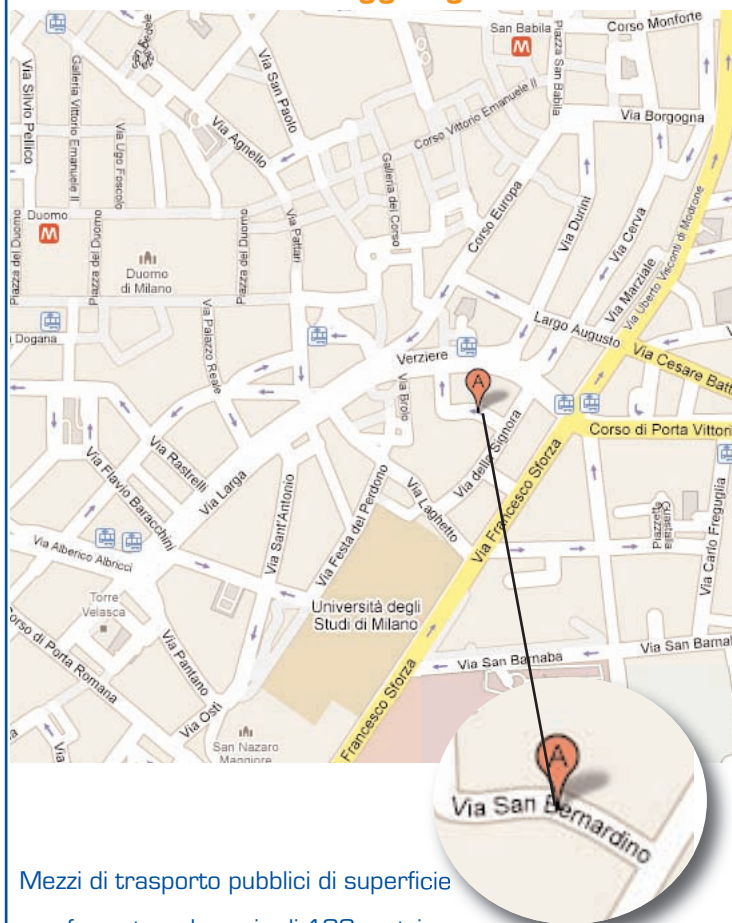 San Babila
Corso Monforte
Piazza San Babila
Via Silvio Pellico
Galleria Vittorio Emanuele II
Via Ugo Foscolo
Via San Paolo
Via Agnello
Corso Vittorio Emanuele II
Via Borgogna
Galleria del Corso
Corso Europa
Via Durini
Via Cerva
Via Marziale
Via Uberto Visconti di Modrone
Duomo
Piazza del Duomo
Piazza del Duomo
Piazza del Duomo
Duomo
di Milano
Via Pattari
Via Palazzo Reale
Dogana
Largo Augusto
Verziere
Via Cesare Batt
A
Via Brolo
Via della Signora
Corso di Porta Vittori
Via Rastrelli
Via Larga
Via Flavio Baracchini
Via Sant'Antonio
Via Festa del Perdono
Via Laghetto
Via Francesco Sforza
Piazzetta
Guastalla
Via Carlo Freguglia
Via Alberico Albricci
Torre
Velasca
Università degli
Studi di Milano
Corso di Porta Romana
Via Pantano
Via Osti
Via San Barnaba
Via San Barnal
Francesco Sforza
San Nazaro
Maggiore
Via
A
Via San Bernardino
Mezzi di trasporto pubblici di superficie